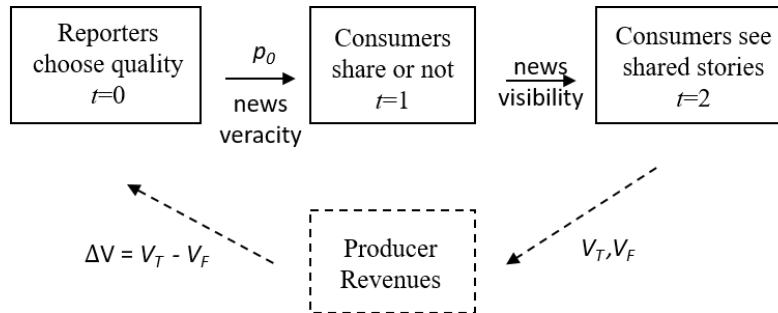 Reporters
choose quality
t=0
p0
news
veracity
Consumers
share or not
t=1
news
visibility
Consumers see
shared stories
t=2
ΔV = VT - VF
Producer
Revenues
VT,VF